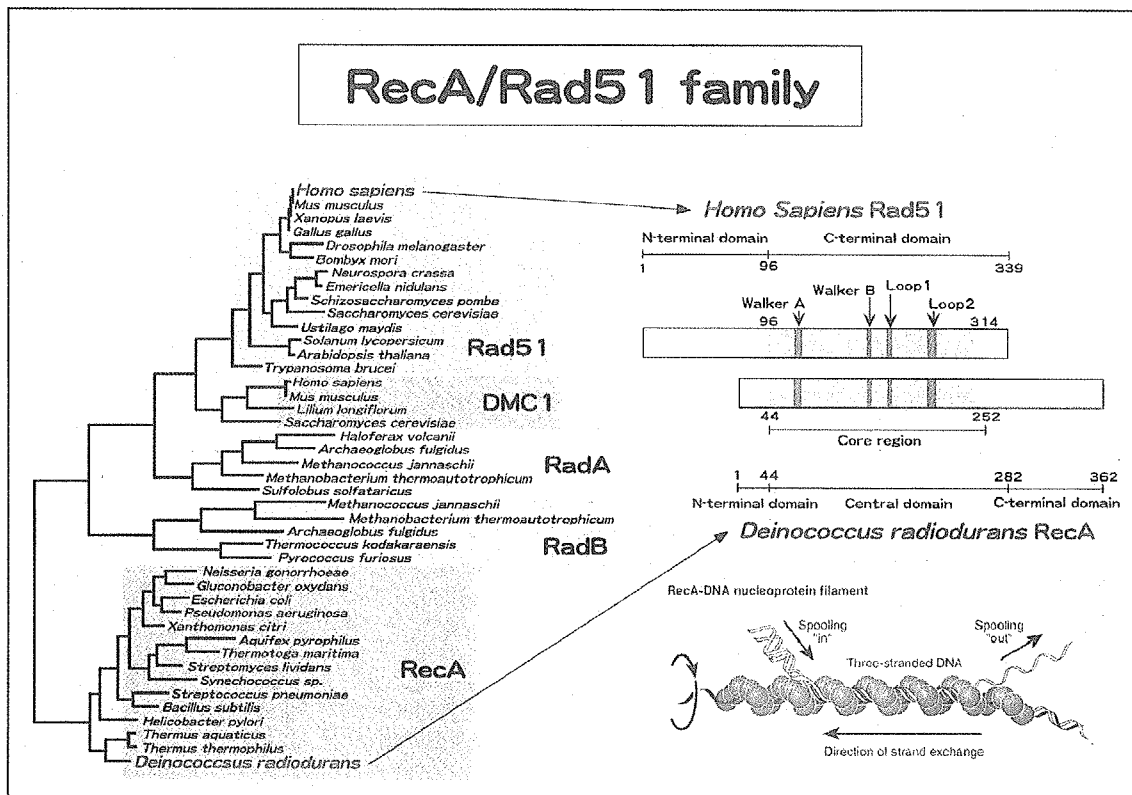 RecA/Rad51 family
Homo sapiens
Mus musculus
Xanopus laevis
Gallus gallus
Drosophila melanogaster
Bombyx mori
Neurospora crassa
Emericella nidulans
Schizosaccharomyces pombe
Saccharomyces cerevisiae
Ustilago maydis
Solanum lycopersicum
Arabidopsis thaliana
Trypanosoma brucei
Rad51
Homo sapiens
Mus musculus
Lilium longiflorum
Saccharomyces cerevisiae
DMC1
Haloferax volcanii
Archaeoglobus fulgidus
Methanococcus jannaschii
Methanobacterium thermoautotrophicum
Sulfolobus solfataricus
RadA
Methanococcus jannaschii
Methanobacterium thermoautotrophicum
Archaeoglobus fulgidus
Thermococcus kodakaraensis
Pyrococcus furiosus
RadB
Neisseria gonorrhoeae
Gluconobacter oxydans
Escherichia coli
Pseudomonas aeruginosa
Xanthomonas citri
Aquifex pyrophilus
Thermotoga maritima
Streptomyces lividans
Synechococcus sp.
Streptococcus pneumoniae
Bacillus subtilis
Helicobacter pylori
Thermus aquaticus
Thermus thermophilus
Deinococcsus radiodurans
RecA
Homo Sapiens Rad51
N-terminal domain C-terminal domain
1 96 339
Walker A Walker B Loop1 Loop2
96 314
44 252
Core region
1 44 282 362
N-terminal domain Central domain C-terminal domain
Deinococcus radiodurans RecA
RecA-DNA nucleoprotein filament
Spooling "in"
Spooling "out"
Three-stranded DNA
Direction of strand exchange